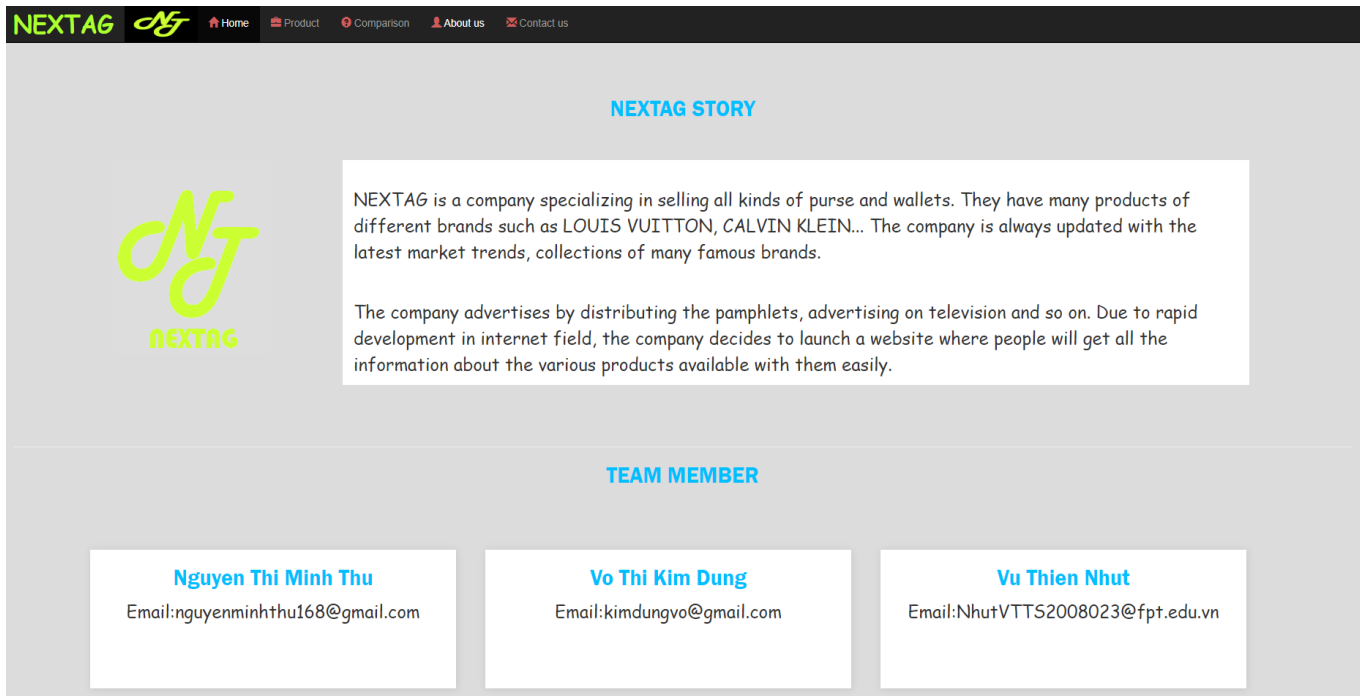 NEXTAG NJ Home Product Comparison About us Contact us
NEXTAG STORY
NJ
NEXTAG
NEXTAG is a company specializing in selling all kinds of purse and wallets. They have many products of
different brands such as LOUIS VUITTON, CALVIN KLEIN... The company is always updated with the
latest market trends, collections of many famous brands.
The company advertises by distributing the pamphlets, advertising on television and so on. Due to rapid
development in internet field, the company decides to launch a website where people will get all the
information about the various products available with them easily.
TEAM MEMBER
Nguyen Thi Minh Thu
Email:nguyenminhthu168@gmail.com
Vo Thi Kim Dung
Email:kimdungvo@gmail.com
Vu Thien Nhut
Email:NhutVTTS2008023@fpt.edu.vn